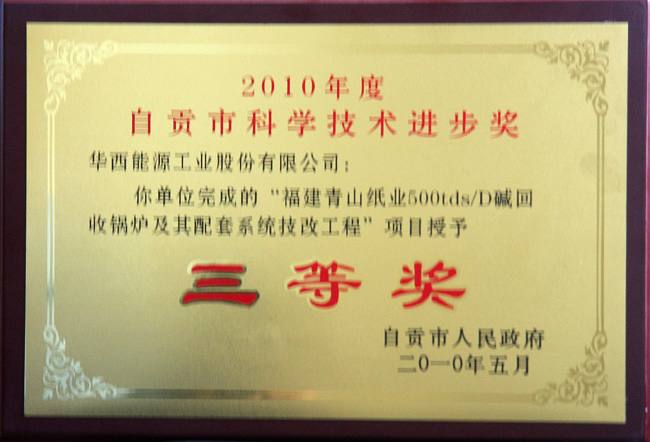 2010年度
自贡市科学技术进步奖
华西能源工业股份有限公司：
你单位完成的“福建青山纸业500tds/D碱回
收锅炉及其配套系统技改工程”项目授予
三等奖
自贡市人民政府
二0一0年五月